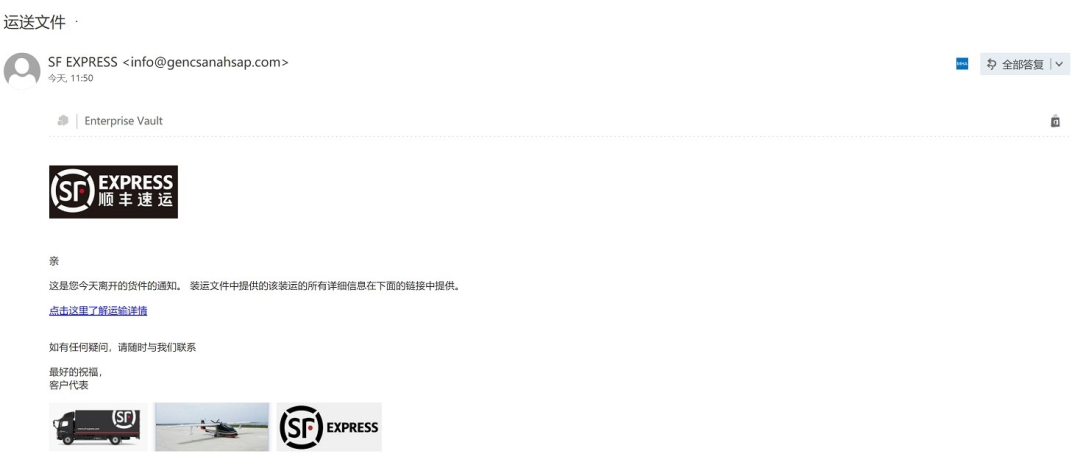 运送文件
SF EXPRESS <info@gencsanahsap.com>
今天, 11:50
MHA
全部答复
Enterprise Vault
SF EXPRESS
顺丰速运
亲
这是您今天离开的货件的通知。 装运文件中提供的该装运的所有详细信息在下面的链接中提供。
点击这里了解运输详情
如有任何疑问，请随时与我们联系
最好的祝福，
客户代表
SF
SF EXPRESS